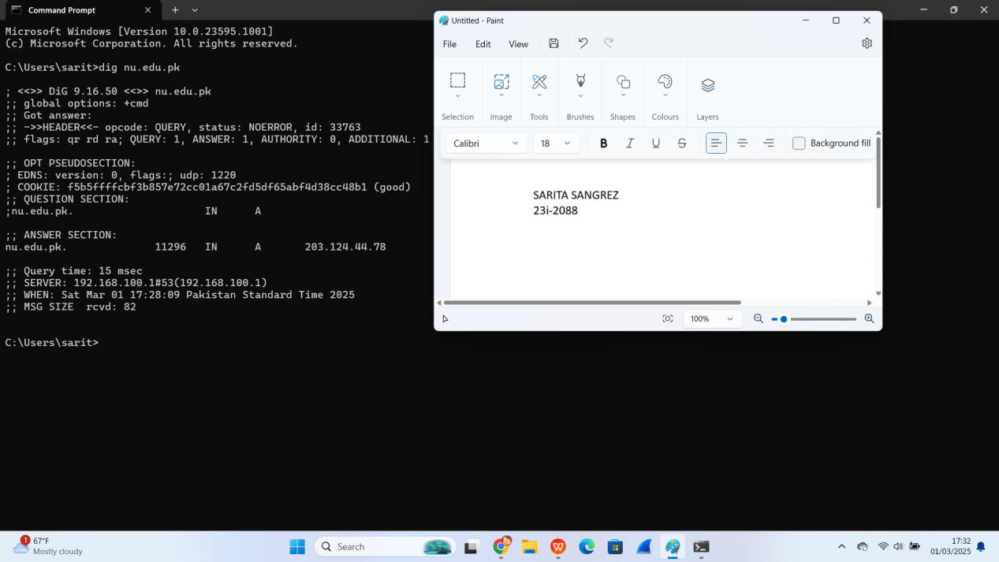 Command Prompt
Microsoft Windows [Version 10.0.23595.1001]
(c) Microsoft Corporation. All rights reserved.
C:\Users\sarit>dig nu.edu.pk
; <<>> DiG 9.16.50 <<>> nu.edu.pk
;; global options: +cmd
;; Got answer:
;; ->>HEADER<<- opcode: QUERY, status: NOERROR, id: 33763
;; flags: qr rd ra; QUERY: 1, ANSWER: 1, AUTHORITY: 0, ADDITIONAL: 1
;; OPT PSEUDOSECTION:
; EDNS: version: 0, flags:; udp: 1220
; COOKIE: f5b5ffffcbf3b857e72cc01a67c2fd5df65abf4d38cc48b1 (good)
;; QUESTION SECTION:
;nu.edu.pk. IN A
;; ANSWER SECTION:
nu.edu.pk. 11296 IN A 203.124.44.78
;; Query time: 15 msec
;; SERVER: 192.168.100.1#53(192.168.100.1)
;; WHEN: Sat Mar 01 17:28:09 Pakistan Standard Time 2025
;; MSG SIZE rcvd: 82
C:\Users\sarit>
Untitled - Paint
File Edit View
Selection Image Tools Brushes Shapes Colours Layers
Calibri 18 B I U S Background fill
SARITA SANGREZ
23i-2088
100%
1 67°F
Mostly cloudy
Search
17:32
01/03/2025